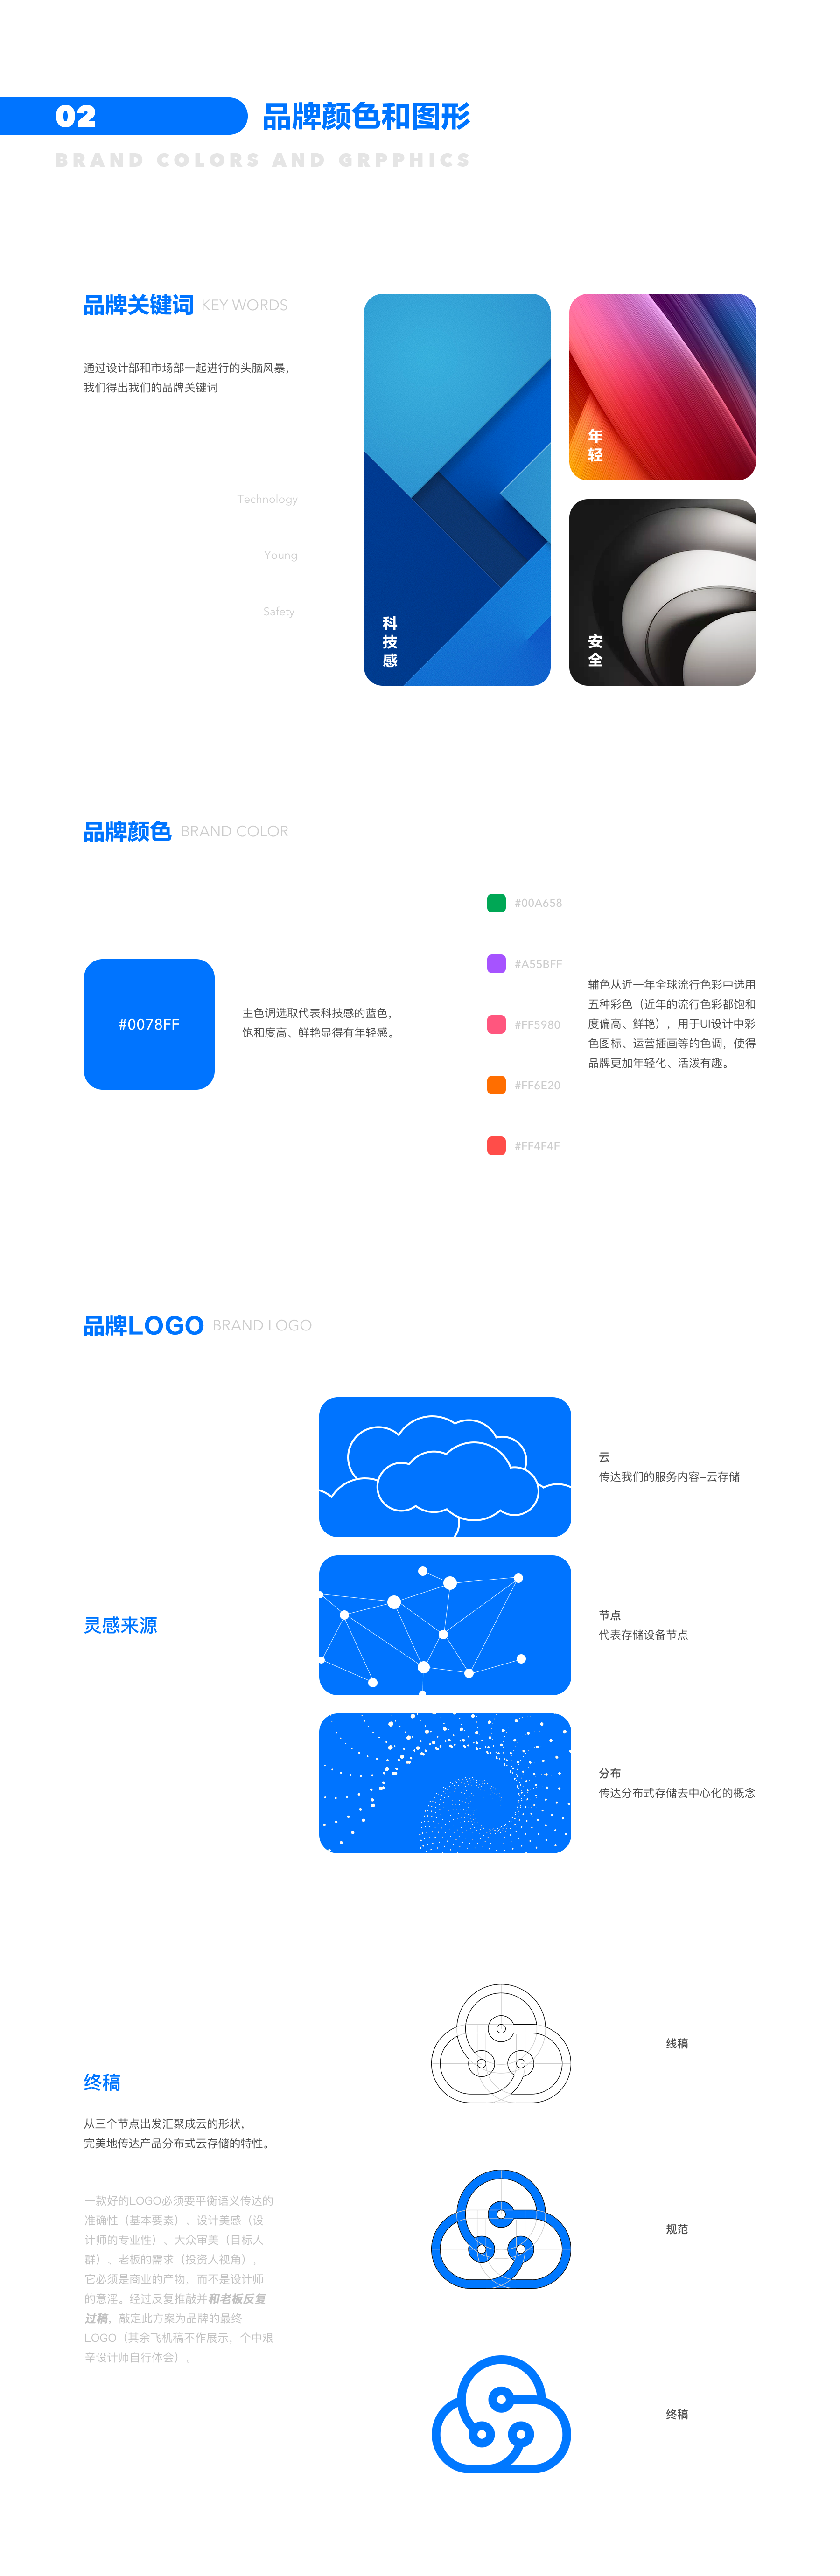 02
品牌颜色和图形
BRAND COLORS AND GRPPHICS
品牌关键词 KEY WORDS
通过设计部和市场部一起进行的头脑风暴，
我们得出我们的品牌关键词
Technology
Young
Safety
科技感
年轻
安全
品牌颜色 BRAND COLOR
#0078FF
主色调选取代表科技感的蓝色，
饱和度高、鲜艳显得有年轻感。
#00A658
#A55BFF
#FF5980
#FF6E20
#FF4F4F
辅色从近一年全球流行色彩中选用
五种彩色（近年的流行色彩都饱和
度偏高、鲜艳），用于UI设计中彩
色图标、运营插画等的色调，使得
品牌更加年轻化、活泼有趣。
品牌LOGO BRAND LOGO
灵感来源
云
传达我们的服务内容–云存储
节点
代表存储设备节点
分布
传达分布式存储去中心化的概念
终稿
从三个节点出发汇聚成云的形状，
完美地传达产品分布式云存储的特性。
一款好的LOGO必须要平衡语义传达的
准确性（基本要素）、设计美感（设
计师的专业性）、大众审美（目标人
群）、老板的需求（投资人视角），
它必须是商业的产物，而不是设计师
的意淫。经过反复推敲并和老板反复
过稿，敲定此方案为品牌的最终
LOGO（其余飞机稿不作展示，个中艰
辛设计师自行体会）。
线稿
规范
终稿